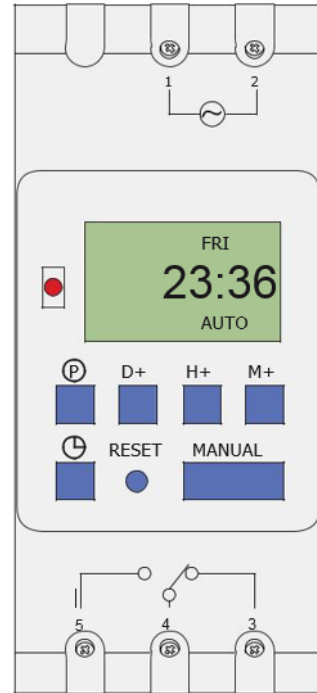 1 2
FRI
23:36
AUTO
P D+ H+ M+
RESET MANUAL
5 4 3